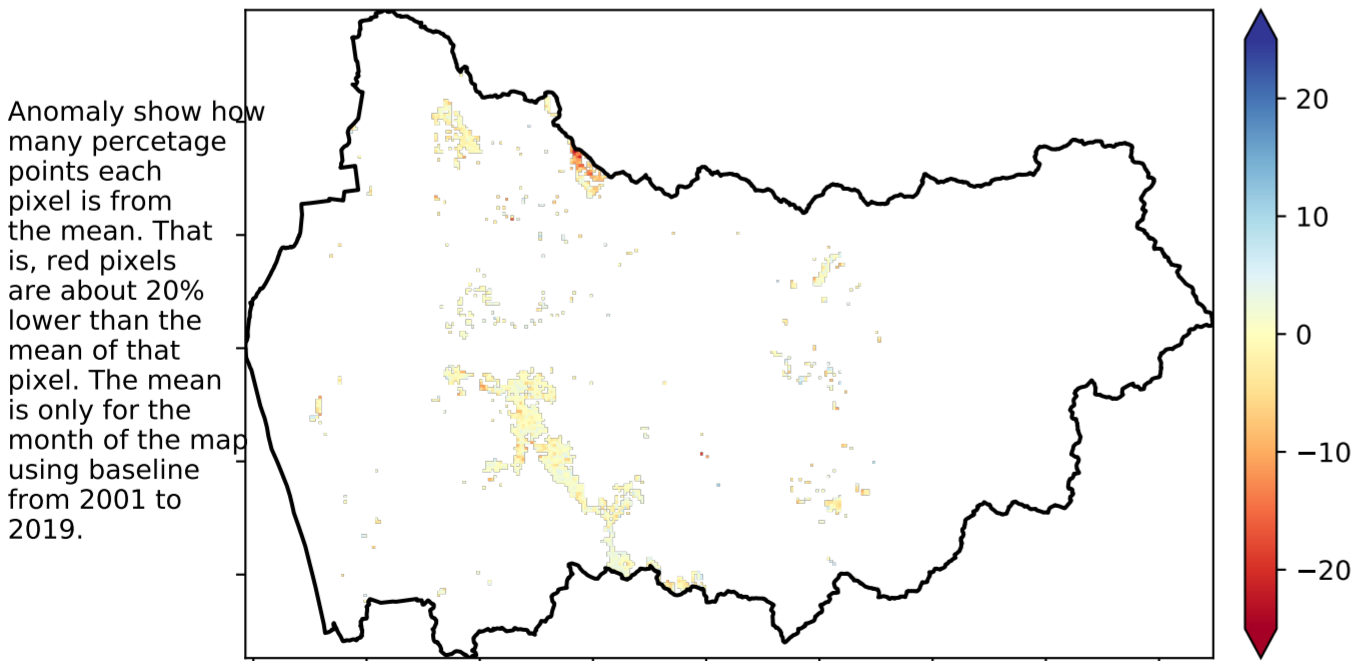 Anomaly show how
many percetage
points each
pixel is from
the mean. That
is, red pixels
are about 20%
lower than the
mean of that
pixel. The mean
is only for the
month of the map
using baseline
from 2001 to
2019.
20
10
0
−10
−20